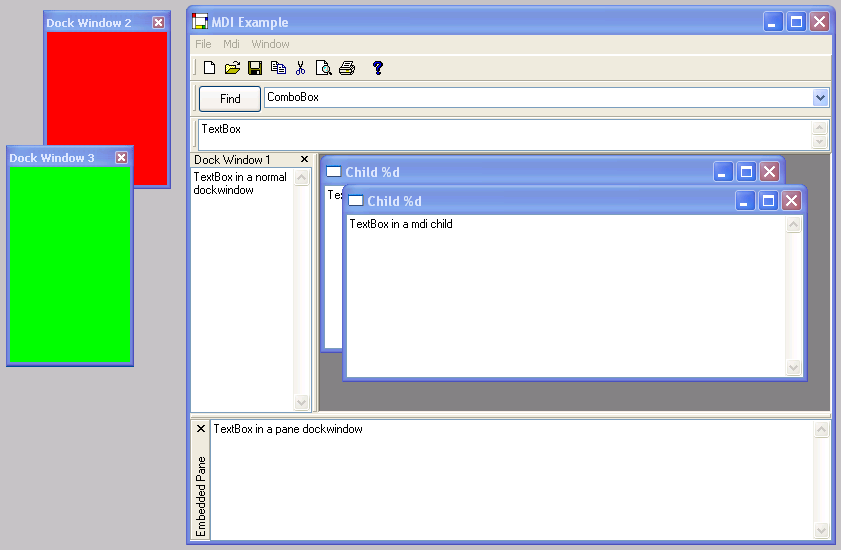 Dock Window 2
Dock Window 3
MDI Example
File Mdi Window
?
Find
ComboBox
TextBox
Dock Window 1
TextBox in a normal
dockwindow
Child %d
Child %d
TextBox in a mdi child
TextBox in a pane dockwindow
Embedded Pane